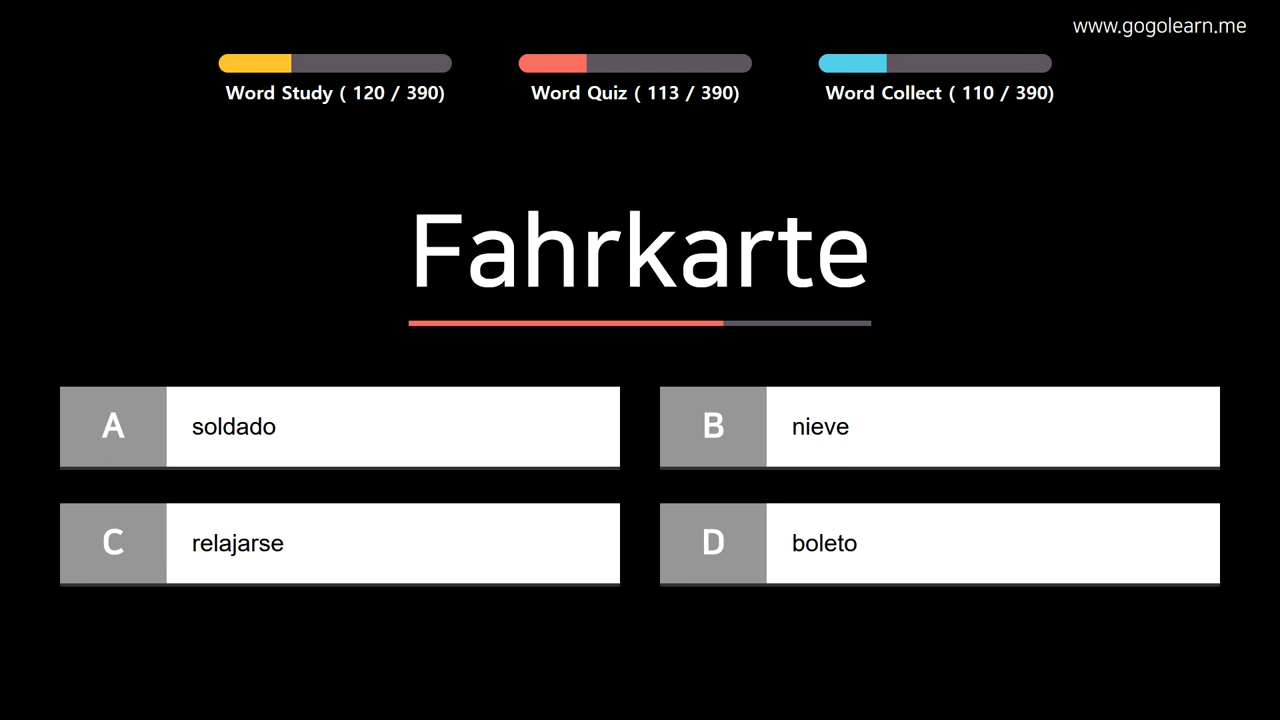 www.gogolearn.me
Word Study ( 120 / 390)
Word Quiz ( 113 / 390)
Word Collect ( 110 / 390)
Fahrkarte
A soldado
B nieve
C relajarse
D boleto